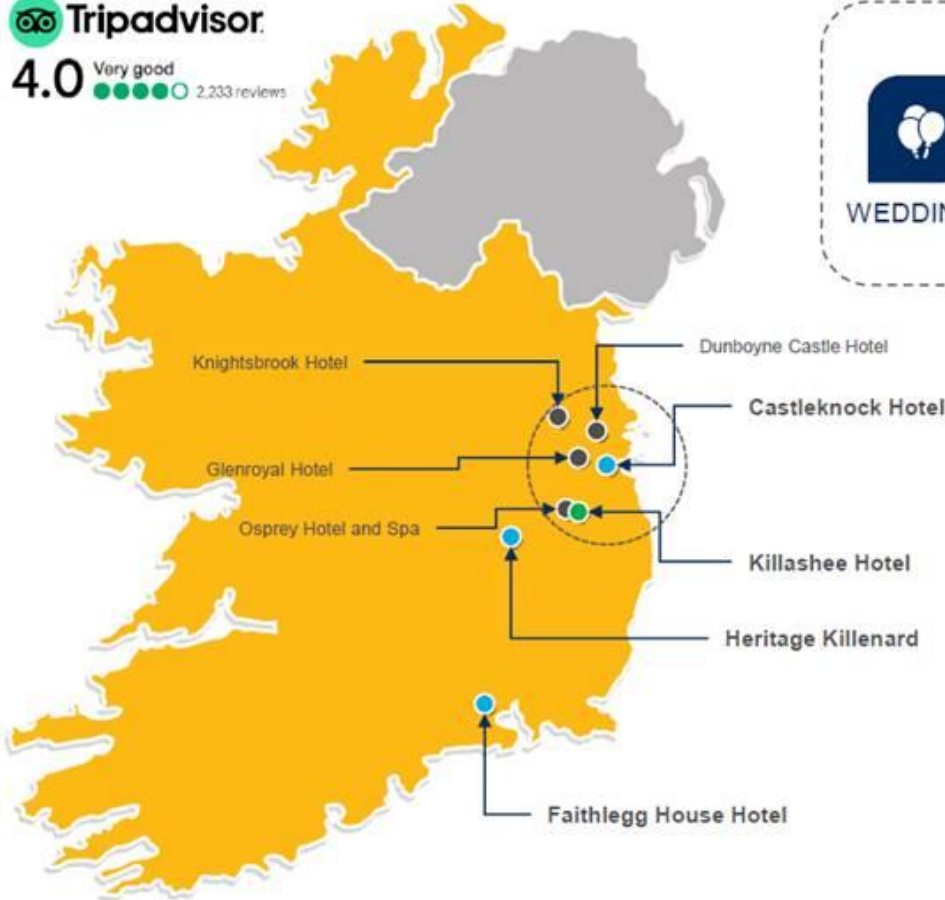 Tripadvisor
4.0 Very good
2,233 reviews
WEDDIN
Knightsbrook Hotel
Dunboyne Castle Hotel
Castleknock Hotel
Glenroyal Hotel
Osprey Hotel and Spa
Killashee Hotel
Heritage Killenard
Faithlegg House Hotel